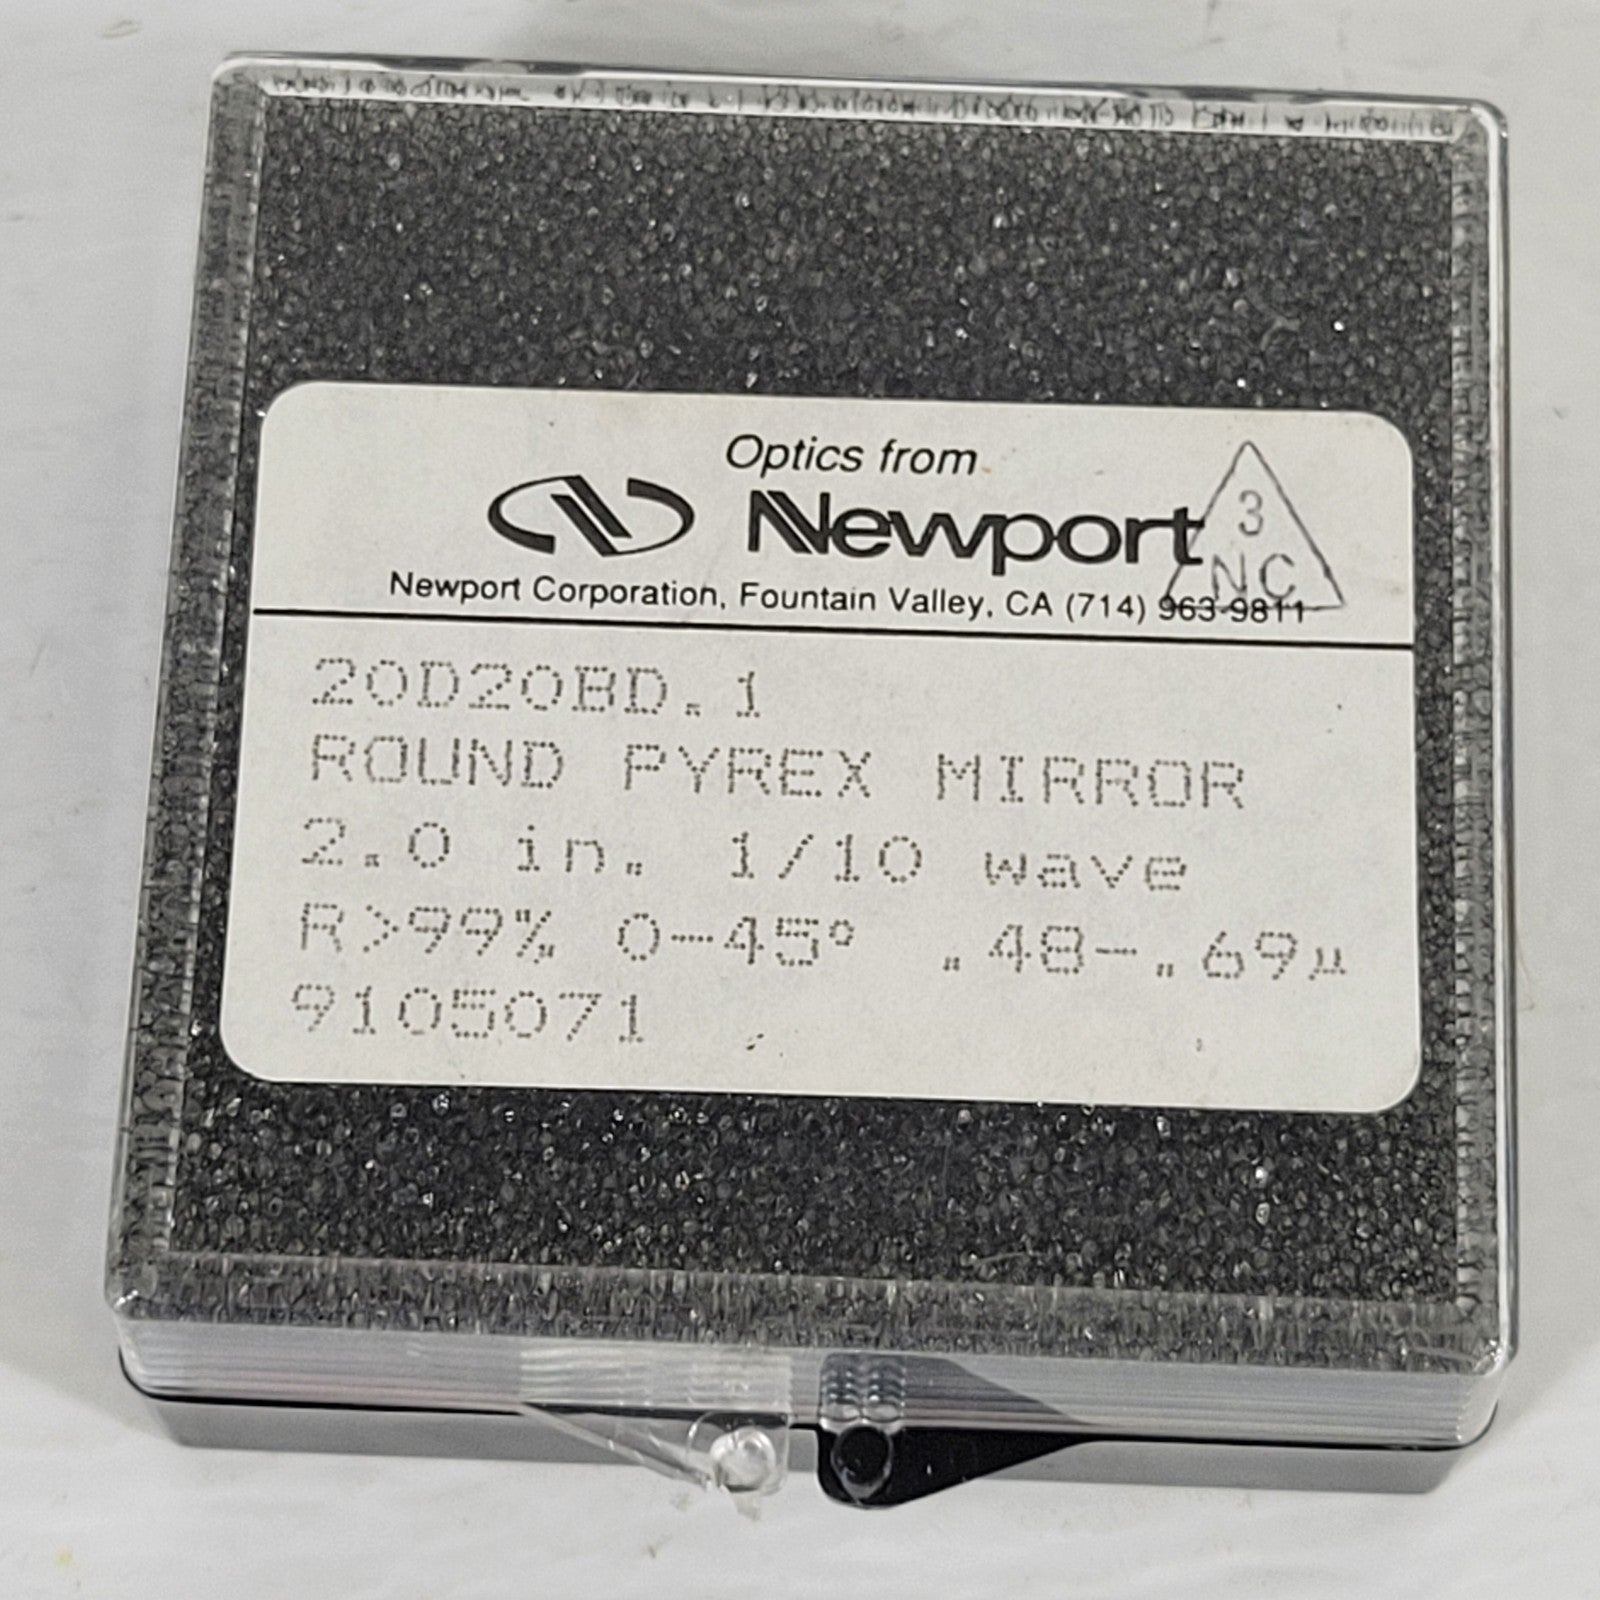 Optics from
Newport
3
NC
Newport Corporation, Fountain Valley, CA (714) 963-9811
20D20BD.1
ROUND PYREX MIRROR
2.0 in. 1/10 wave
R>99% 0-45° .48-.69µ
9105071